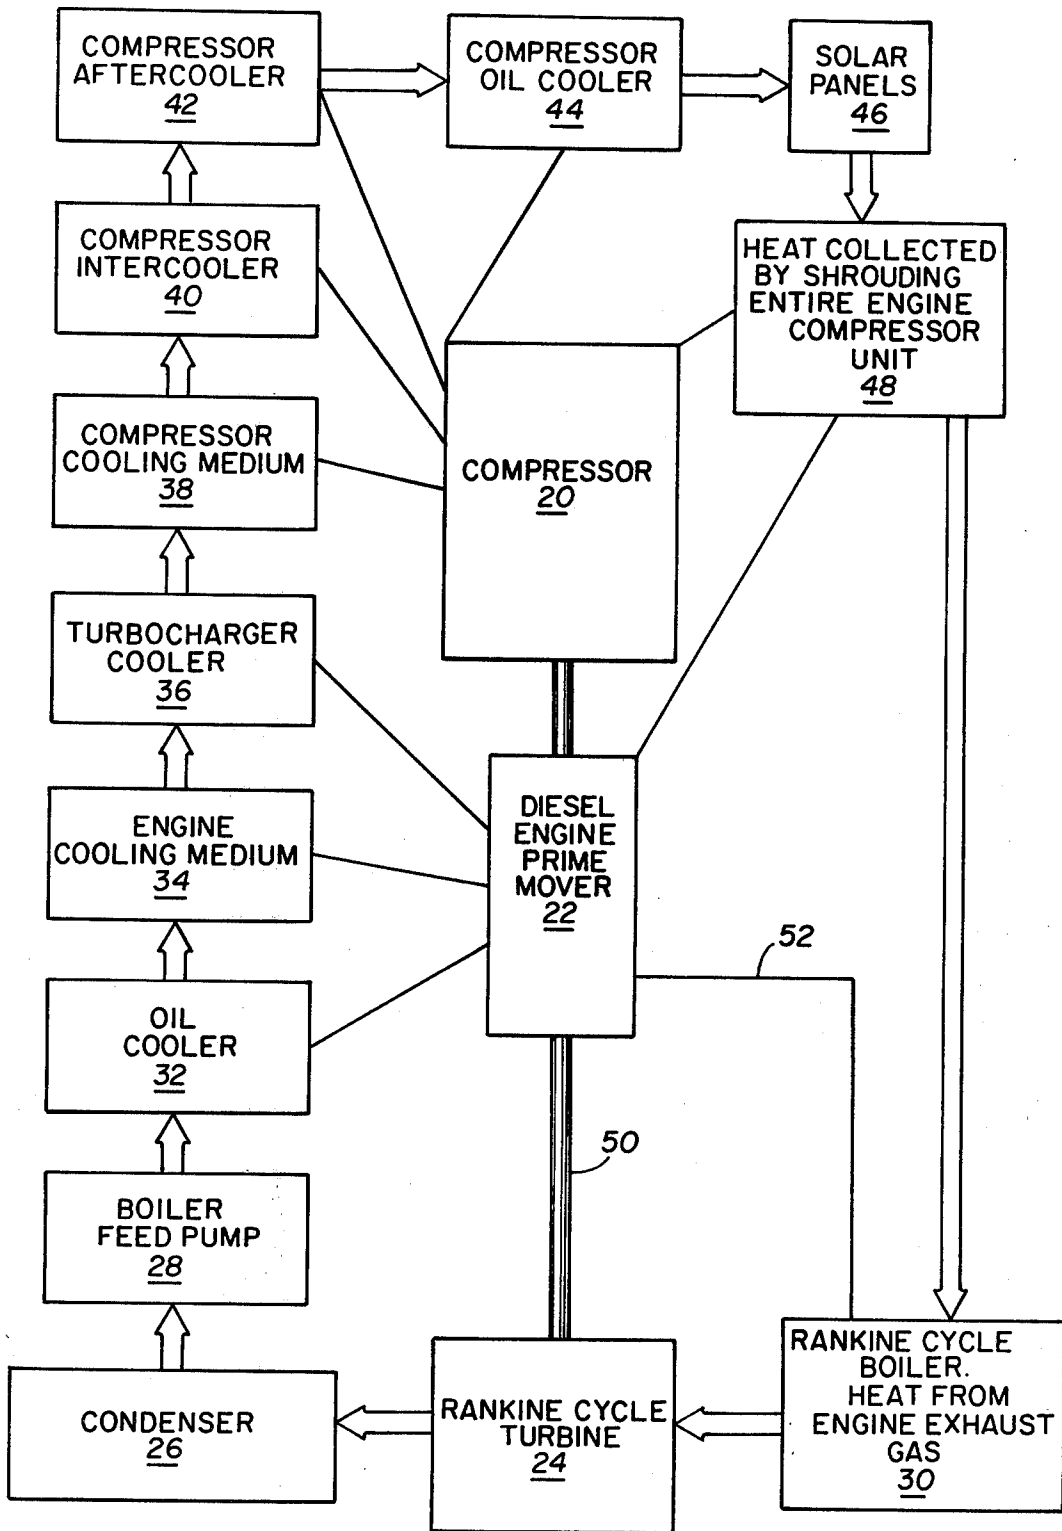 COMPRESSOR
AFTERCOOLER
42
COMPRESSOR
OIL COOLER
44
SOLAR
PANELS
46
COMPRESSOR
INTERCOOLER
40
HEAT COLLECTED
BY SHROUDING
ENTIRE ENGINE
COMPRESSOR
UNIT
48
COMPRESSOR
COOLING MEDIUM
38
COMPRESSOR
20
TURBOCHARGER
COOLER
36
ENGINE
COOLING MEDIUM
34
DIESEL
ENGINE
PRIME
MOVER
22
52
OIL
COOLER
32
50
BOILER
FEED PUMP
28
CONDENSER
26
RANKINE CYCLE
TURBINE
24
RANKINE CYCLE
BOILER.
HEAT FROM
ENGINE EXHAUST
GAS
30